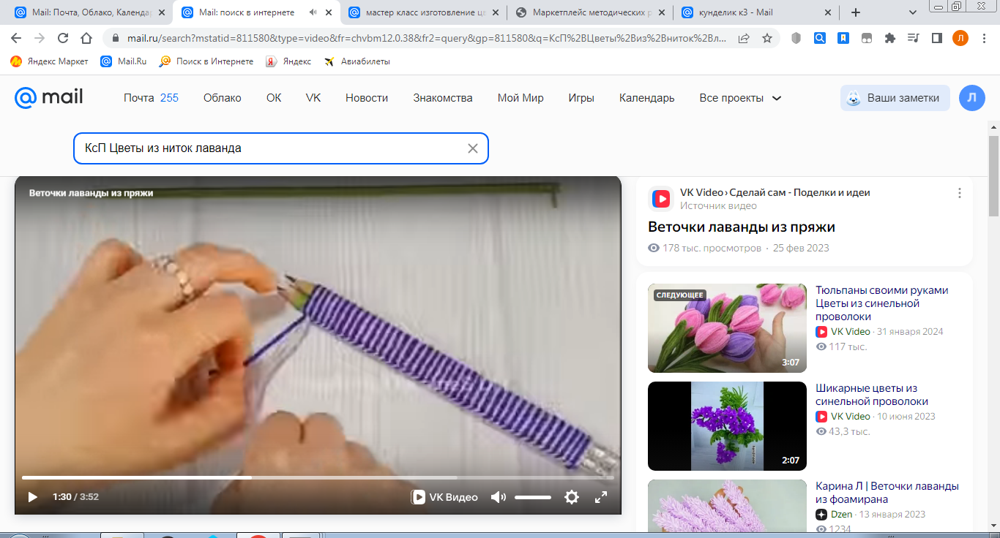 Mail: Почта, Облако, Календар
Mail: поиск в интернете
мастер класс изготовление цв
Маркетплейс методических р
кунделик к3 - Mail
mail.ru/search?mstatid=811580&type=video&fr=chvbm12.0.38&fr2=query&gp=811580&q=КсП%2BЦветы%2Bиз%2Bниток%2Bл...
Л
Яндекс Маркет
Mail.Ru
Поиск в Интернете
Я Яндекс
Авиабилеты
@mail
Почта 255
Облако
ОК
VK
Новости
Знакомства
Мой Мир
Игры
Календарь
Все проекты
Ваши заметки
Л
КсП Цветы из ниток лаванда
Веточки лаванды из пряжи
1:30 / 3:52
VK Видео
VK Video › Сделай сам - Поделки и идеи
Источник видео
Веточки лаванды из пряжи
178 тыс. просмотров · 25 фев 2023
СЛЕДУЮЩЕЕ
3:07
Тюльпаны своими руками
Цветы из синельной
проволоки
VK Video · 31 января 2024
117 тыс.
2:07
Шикарные цветы из
синельной проволоки
VK Video · 10 июня 2023
43,3 тыс.
Карина Л | Веточки лаванды
из фоамирана
Dzen · 13 января 2023
1234